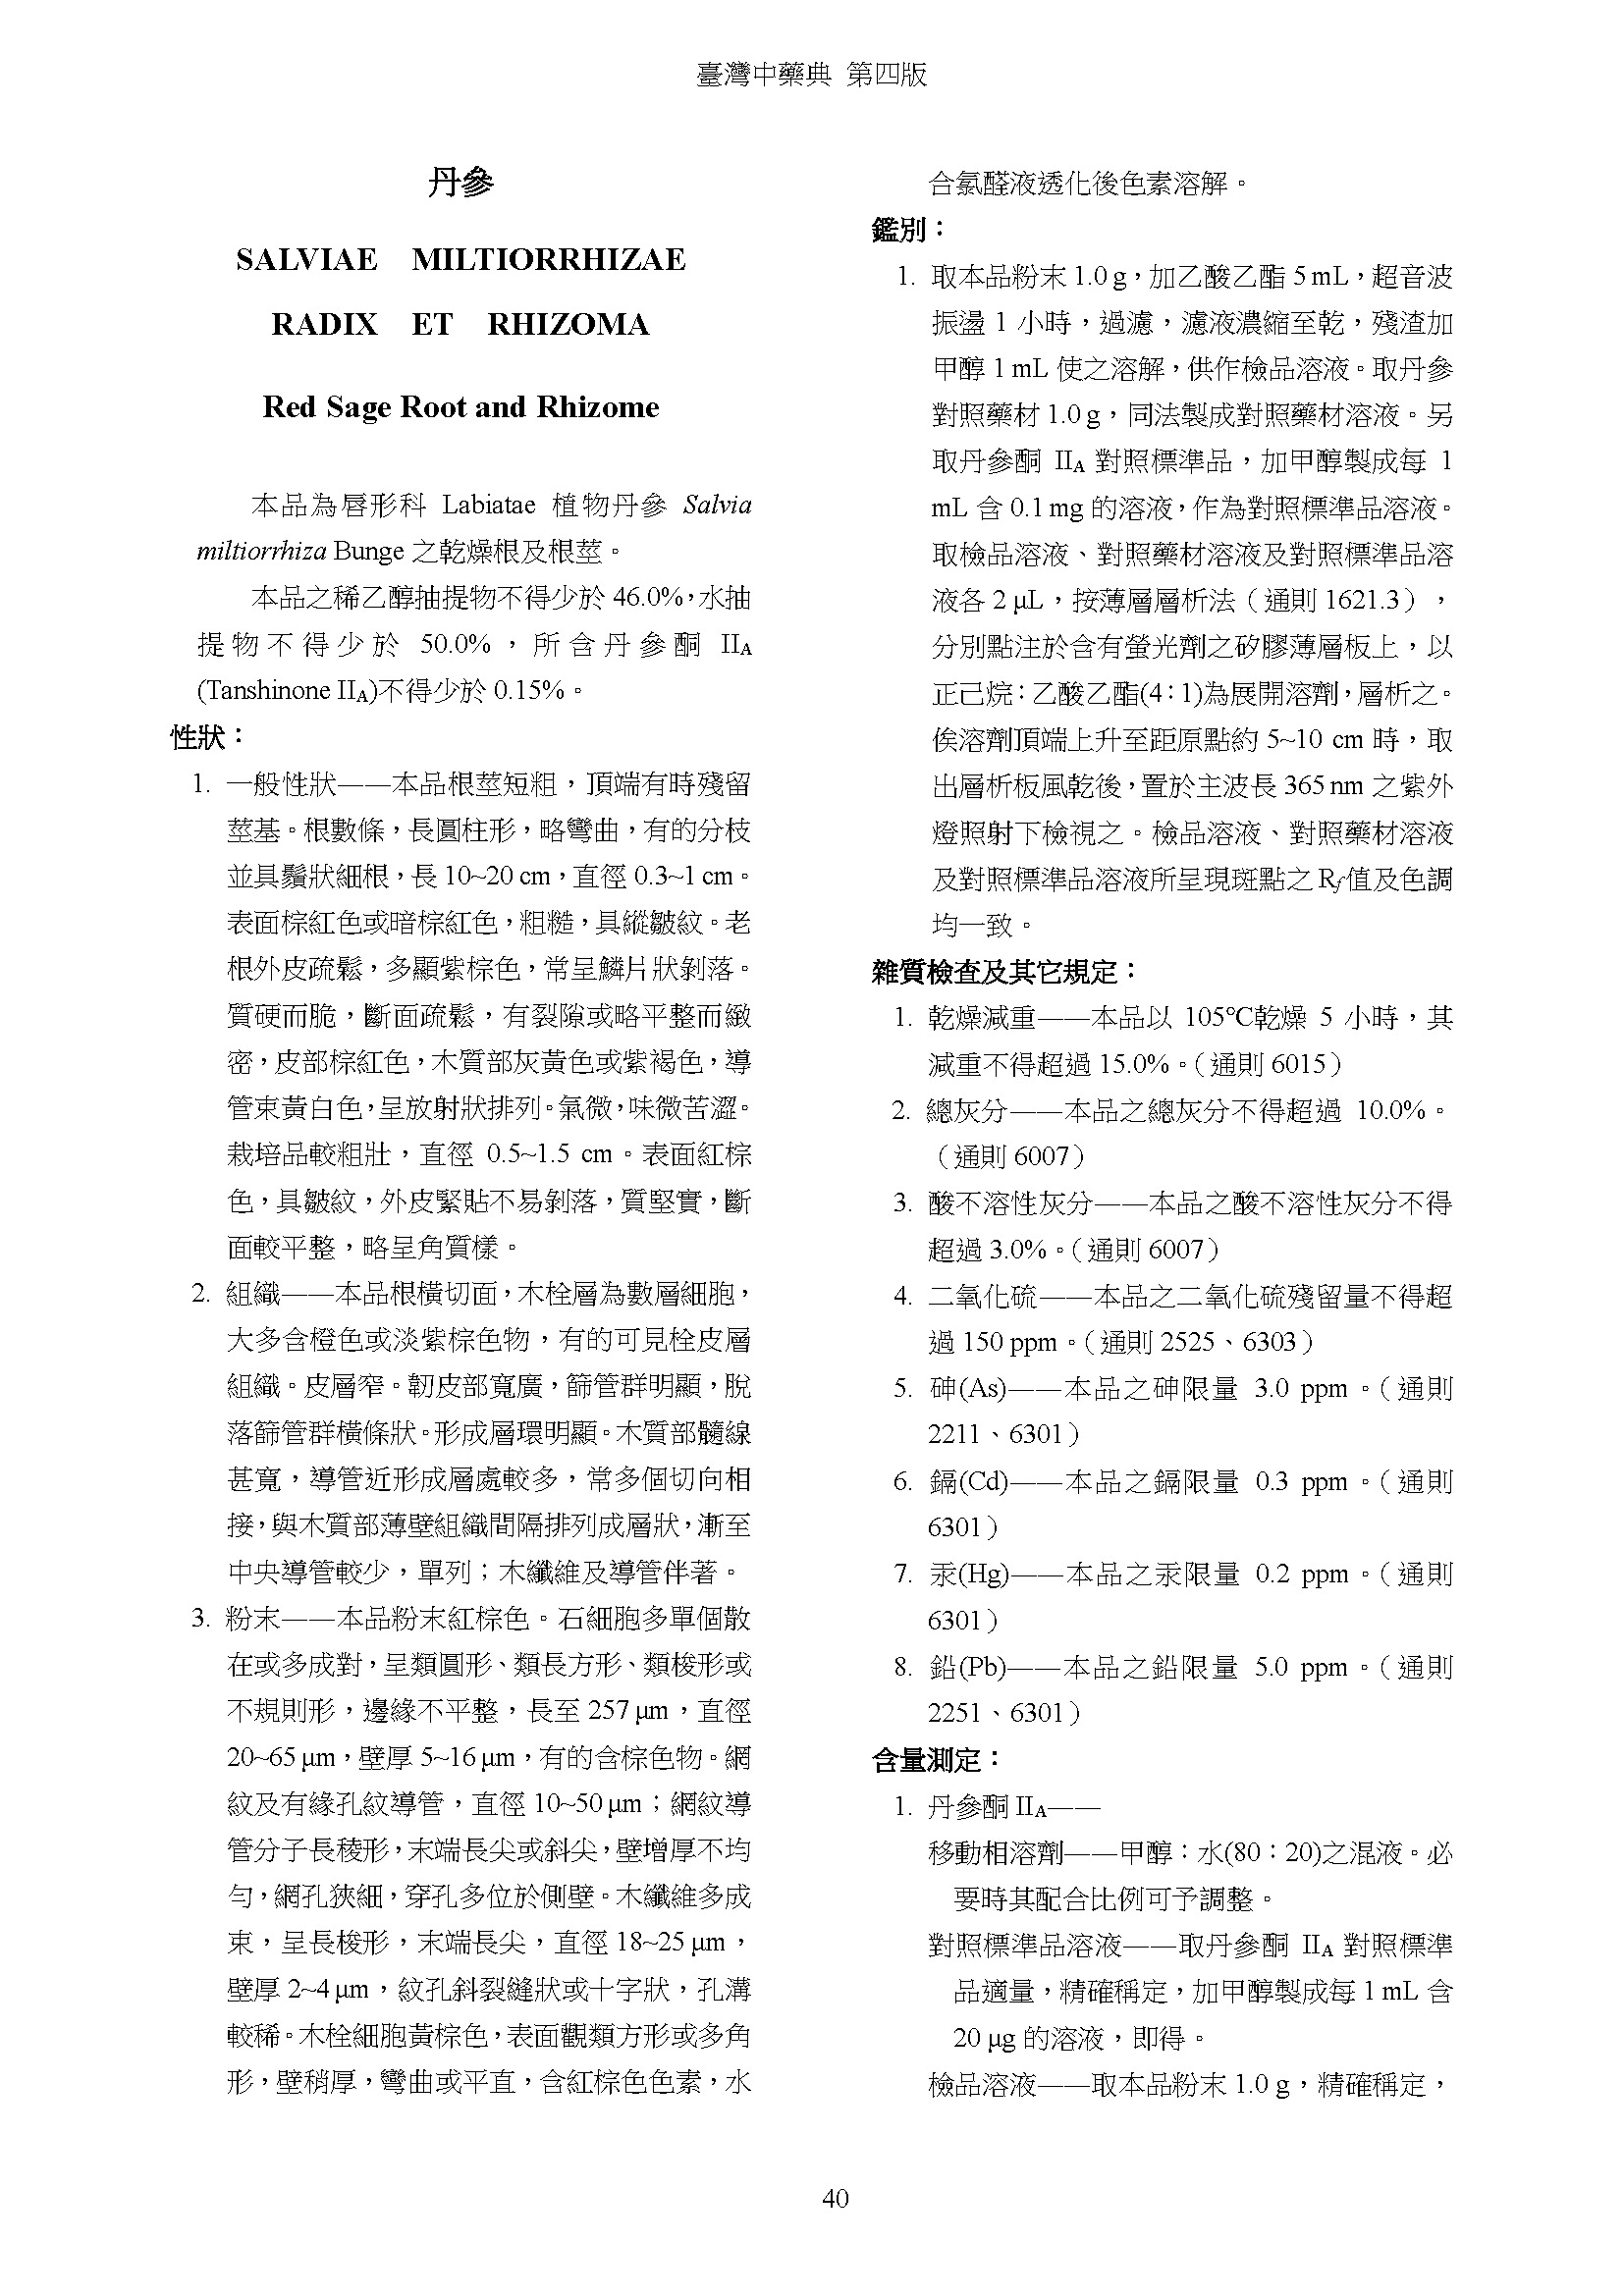 臺灣中藥典 第四版
丹參
SALVIAE MILTIORRHIZAE
RADIX ET RHIZOMA
Red Sage Root and Rhizome
本品為唇形科 Labiatae 植物丹參 Salvia
miltiorrhiza Bunge 之乾燥根及根莖。
本品之稀乙醇抽提物不得少於 46.0%，水抽
提物不得少於 50.0%，所含丹參酮 IIA
(Tanshinone IIA)不得少於 0.15%。
性狀：
1. 一般性狀——本品根莖短粗，頂端有時殘留
莖基。根數條，長圓柱形，略彎曲，有的分枝
並具鬚狀細根，長 10~20 cm，直徑 0.3~1 cm。
表面棕紅色或暗棕紅色，粗糙，具縱皺紋。老
根外皮疏鬆，多顯紫棕色，常呈鱗片狀剝落。
質硬而脆，斷面疏鬆，有裂隙或略平整而緻
密，皮部棕紅色，木質部灰黃色或紫褐色，導
管束黃白色，呈放射狀排列。氣微，味微苦澀。
栽培品較粗壯，直徑 0.5~1.5 cm。表面紅棕
色，具皺紋，外皮緊貼不易剝落，質堅實，斷
面較平整，略呈角質樣。
2. 組織——本品根橫切面，木栓層為數層細胞，
大多含橙色或淡紫棕色物，有的可見栓皮層
組織。皮層窄。韌皮部寬廣，篩管群明顯，脫
落篩管群橫條狀。形成層環明顯。木質部髓線
甚寬，導管近形成層處較多，常多個切向相
接，與木質部薄壁組織間隔排列成層狀，漸至
中央導管較少，單列；木纖維及導管伴著。
3. 粉末——本品粉末紅棕色。石細胞多單個散
在或多成對，呈類圓形、類長方形、類梭形或
不規則形，邊緣不平整，長至 257 μm，直徑
20~65 μm，壁厚 5~16 μm，有的含棕色物。網
紋及有緣孔紋導管，直徑 10~50 μm；網紋導
管分子長稜形，末端長尖或斜尖，壁增厚不均
勻，網孔狹細，穿孔多位於側壁。木纖維多成
束，呈長梭形，末端長尖，直徑 18~25 μm，
壁厚 2~4 μm，紋孔斜裂縫狀或十字狀，孔溝
較稀。木栓細胞黃棕色，表面觀類方形或多角
形，壁稍厚，彎曲或平直，含紅棕色色素，水
合氯醛液透化後色素溶解。
鑑別：
1. 取本品粉末 1.0 g，加乙酸乙酯 5 mL，超音波
振盪 1 小時，過濾，濾液濃縮至乾，殘渣加
甲醇 1 mL 使之溶解，供作檢品溶液。取丹參
對照藥材 1.0 g，同法製成對照藥材溶液。另
取丹參酮 IIA 對照標準品，加甲醇製成每 1
mL 含 0.1 mg 的溶液，作為對照標準品溶液。
取檢品溶液、對照藥材溶液及對照標準品溶
液各 2 μL，按薄層層析法（通則 1621.3），
分別點注於含有螢光劑之矽膠薄層板上，以
正己烷：乙酸乙酯(4：1)為展開溶劑，層析之。
俟溶劑頂端上升至距原點約 5~10 cm 時，取
出層析板風乾後，置於主波長 365 nm 之紫外
燈照射下檢視之。檢品溶液、對照藥材溶液
及對照標準品溶液所呈現斑點之 Rf值及色調
均一致。
雜質檢查及其它規定：
1. 乾燥減重——本品以 105℃乾燥 5 小時，其
減重不得超過 15.0%。（通則 6015）
2. 總灰分——本品之總灰分不得超過 10.0%。
（通則 6007）
3. 酸不溶性灰分——本品之酸不溶性灰分不得
超過 3.0%。（通則 6007）
4. 二氧化硫——本品之二氧化硫殘留量不得超
過 150 ppm。（通則 2525、6303）
5. 砷(As)——本品之砷限量 3.0 ppm。（通則
2211、6301）
6. 鎘(Cd)——本品之鎘限量 0.3 ppm。（通則
6301）
7. 汞(Hg)——本品之汞限量 0.2 ppm。（通則
6301）
8. 鉛(Pb)——本品之鉛限量 5.0 ppm。（通則
2251、6301）
含量測定：
1. 丹參酮 IIA——
移動相溶劑——甲醇：水(80：20)之混液。必
要時其配合比例可予調整。
對照標準品溶液——取丹參酮 IIA 對照標準
品適量，精確稱定，加甲醇製成每 1 mL 含
20 μg 的溶液，即得。
檢品溶液——取本品粉末 1.0 g，精確稱定，
40